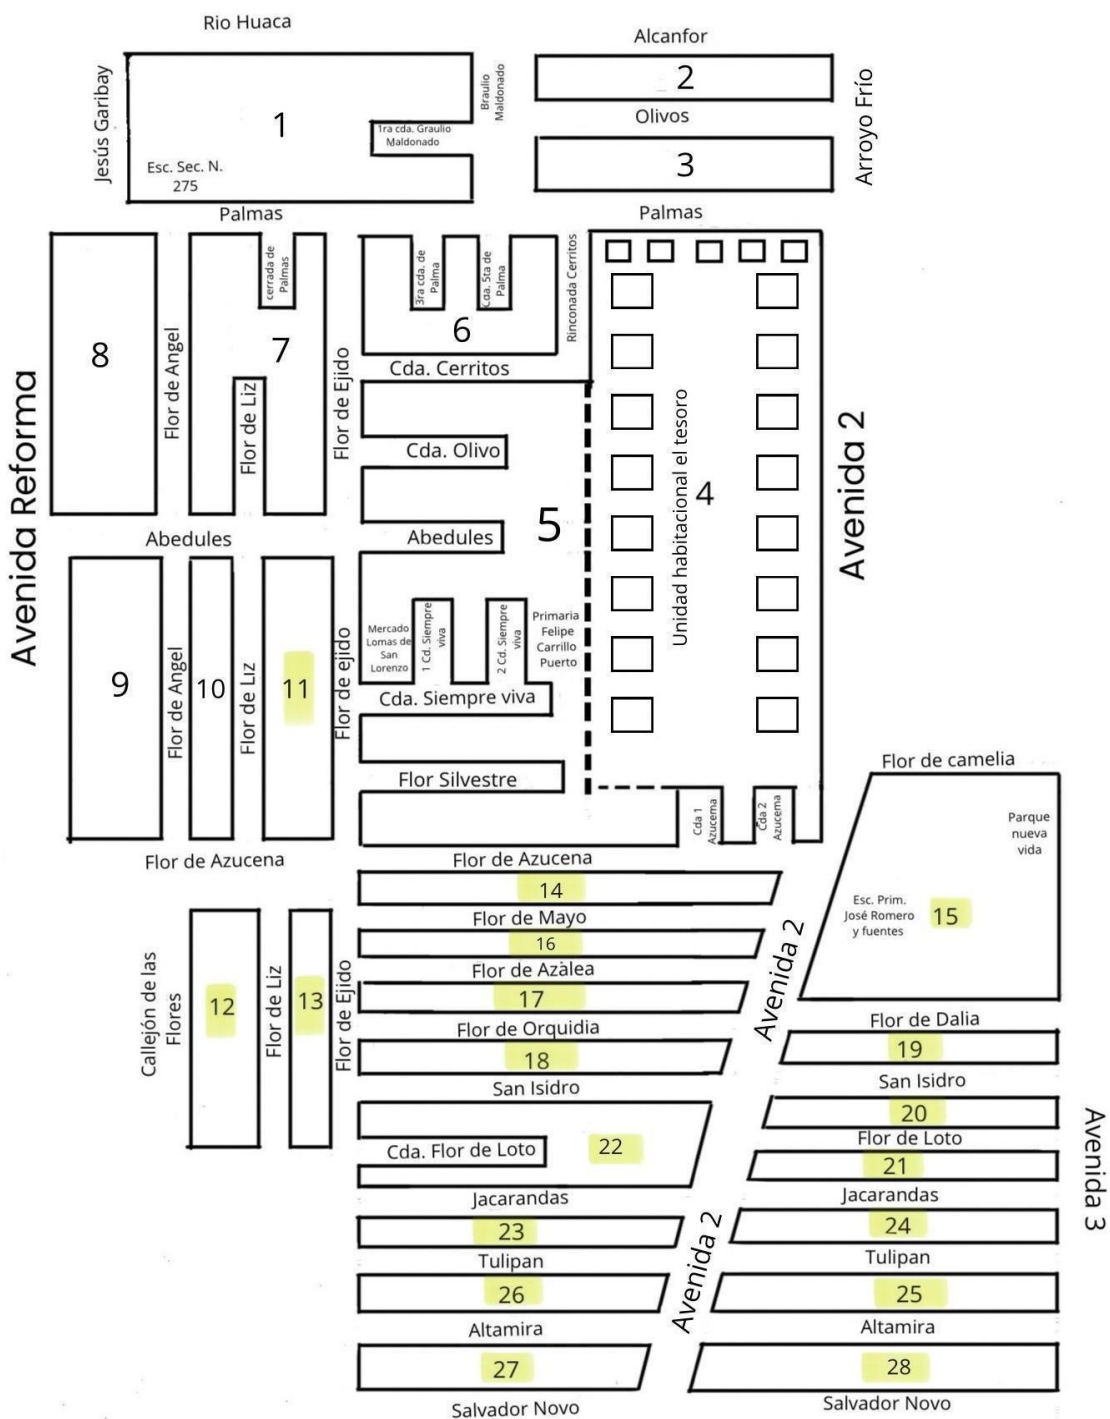 Rio Huaca
Alcanfor
Jesús Garibay
1
Braulio
Maldonado
1ra cda. Graulio
Maldonado
Esc. Sec. N.
275
2
Olivos
3
Arroyo Frío
Palmas
Palmas
8
Flor de Angel
cerrada de
Palmas
7
Flor de Liz
Flor de Ejido
3ra cda. de
Palma
Cda. 5ta de
Palma
6
Rinconada Cerritos
Cda. Cerritos
Cda. Olivo
Abedules
5
Unidad habitacional el tesoro
4
Avenida 2
Avenida Reforma
Abedules
9
Flor de Angel
10
Flor de Liz
11
Flor de ejido
Mercado
Lomas de
San
Lorenzo
1 Cd. Siempre
viva
2 Cd. Siempre
viva
Primaria
Felipe
Carrillo
Puerto
Cda. Siempre viva
Flor Silvestre
Cda 1
Azucema
Cda 2
Azucema
Flor de camelia
Parque
nueva
vida
Esc. Prim.
José Romero
y fuentes
15
Flor de Azucena
Flor de Azucena
14
Flor de Mayo
16
Flor de Azàlea
17
Flor de Orquidia
18
San Isidro
Callejón de las
Flores
12
Flor de Liz
13
Flor de Ejido
Avenida 2
Flor de Dalia
19
San Isidro
20
Flor de Loto
21
Cda. Flor de Loto
22
Jacarandas
Jacarandas
23
24
Avenida 2
Avenida 3
Tulipan
Tulipan
26
25
Altamira
Altamira
27
28
Salvador Novo
Salvador Novo